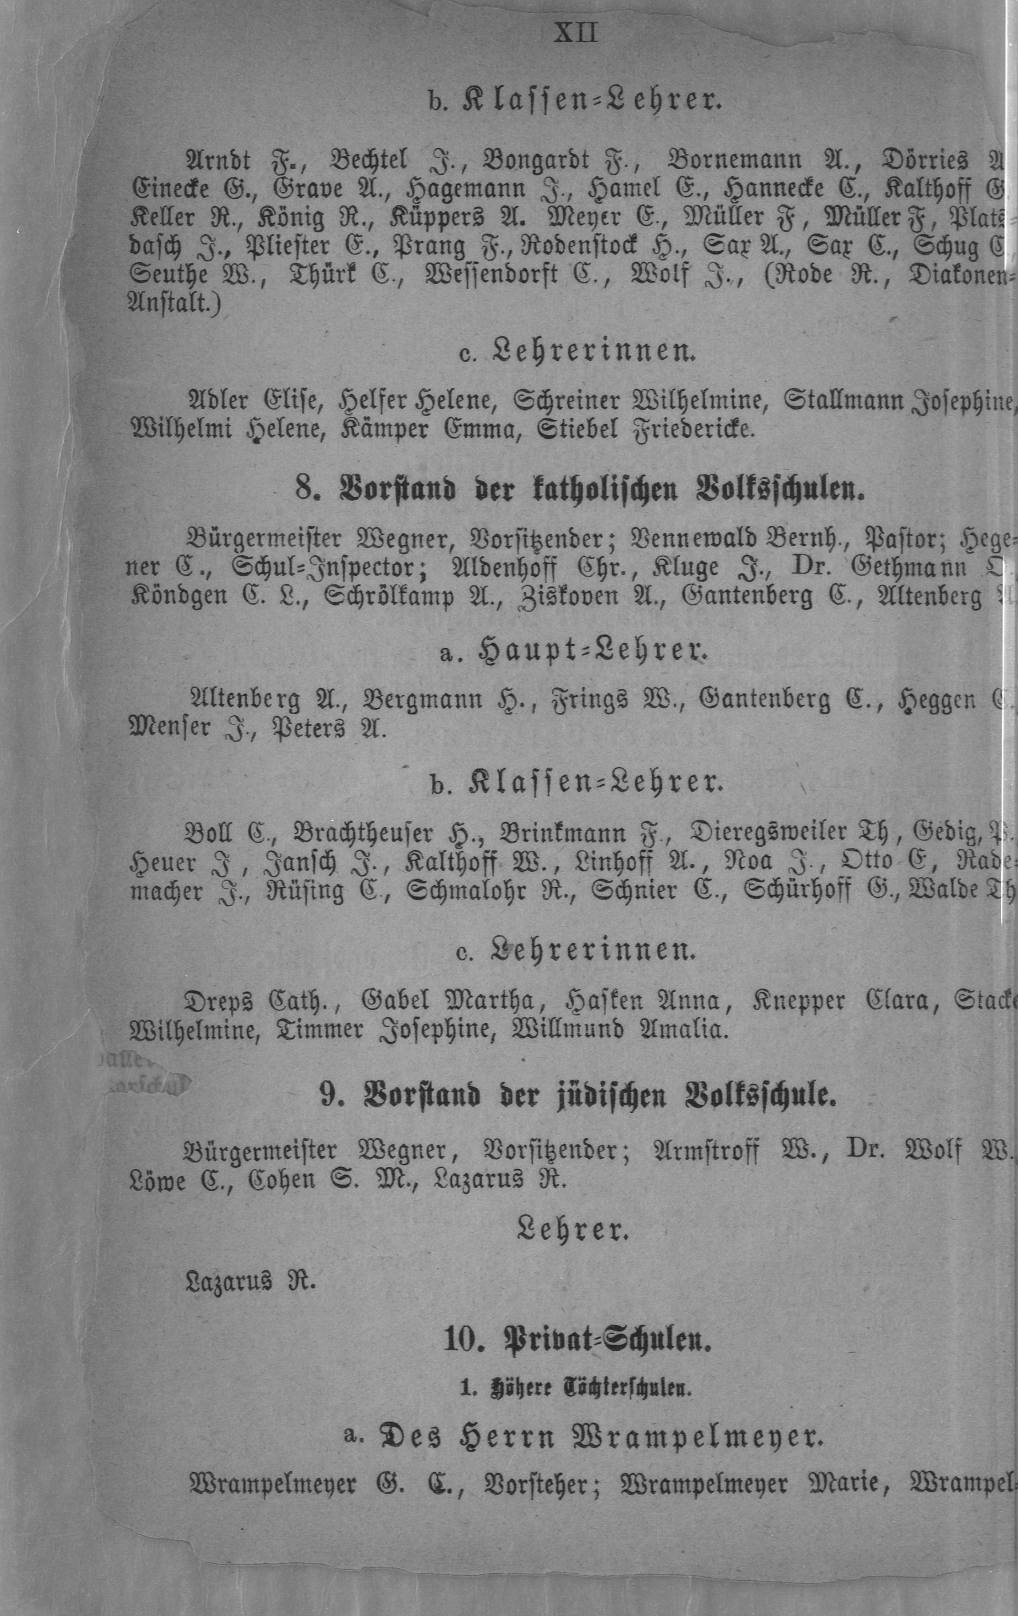 XII
b. Klassen-Lehrer.
Arndt F., Bechtel J., Bongardt F., Bornemann A., Dörries A
Einecke G., Grave A., Hagemann J., Hamel E., Hannecke C., Kalthoff G
Keller R., König R., Küppers A. Meyer E., Müller F, Müller F, Plats-
dasch J., Pliester E., Prang F., Rodenstock H., Sax A., Sax C., Schug C
Seuthe W., Thürk C., Wessendorft C., Wolf J., (Rode R., Diakonen-
Anstalt.)
c. Lehrerinnen.
Adler Elise, Helfer Helene, Schreiner Wilhelmine, Stallmann Josephine,
Wilhelmi Helene, Kämper Emma, Stiebel Friedericke.
8. Vorstand der katholischen Volksschulen.
Bürgermeister Wegner, Vorsitzender; Vennewald Bernh., Pastor; Hege-
ner C., Schul-Inspector; Aldenhoff Chr., Kluge J., Dr. Gethmann
Köndgen C. L., Schrölkamp A., Ziskoven A., Gantenberg C., Altenberg
a. Haupt-Lehrer.
Altenberg A., Bergmann H., Frings W., Gantenberg C., Heggen
Menser J., Peters A.
b. Klassen-Lehrer.
Boll C., Brachtheuser H., Brinkmann F., Dieregsweiler Th, Gedig, P.
Heuer J, Jansch J., Kalthoff W., Linhoff A., Noa J., Otto E, Rade-
macher J., Rüsing C, Schmalohr R., Schnier C., Schürhoff G., Walde Th
c. Lehrerinnen.
Dreps Cath., Gabel Martha, Hasken Anna, Knepper Clara, Stacke
Wilhelmine, Timmer Josephine, Willmund Amalia.
9. Vorstand der jüdischen Volksschule.
Bürgermeister Wegner, Vorsitzender; Armstroff W., Dr. Wolf W.
Löwe C., Cohen S. M., Lazarus R.
Lehrer.
Lazarus R.
10. Privat-Schulen.
1. Höhere Töchterschulen.
a. Des Herrn Wrampelmeyer.
Wrampelmeyer G. C., Vorsteher; Wrampelmeyer Marie, Wrampel-